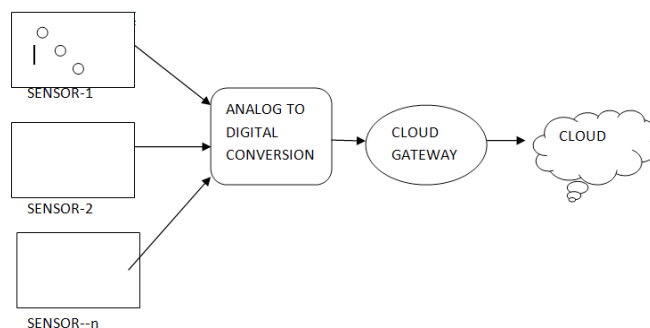 SENSOR-1
SENSOR-2
SENSOR--n
ANALOG TO
DIGITAL
CONVERSION
CLOUD
GATEWAY
CLOUD